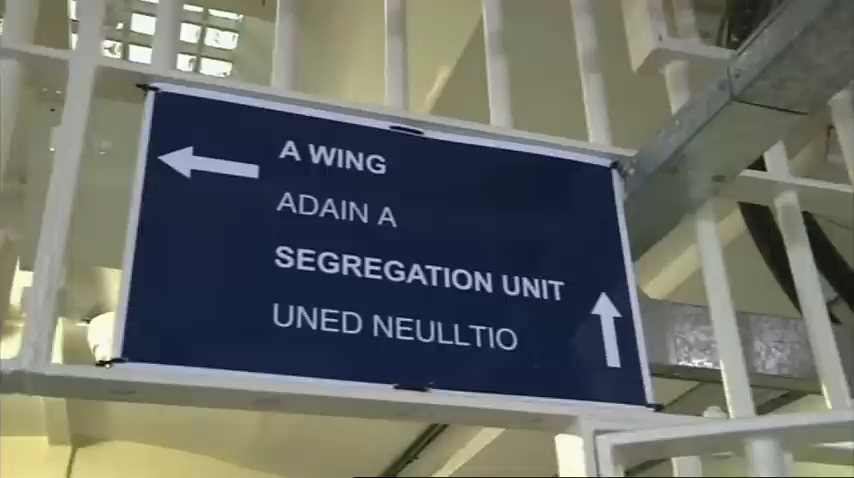 A WING
ADAIN A
SEGREGATION UNIT
UNED NEULLTIO